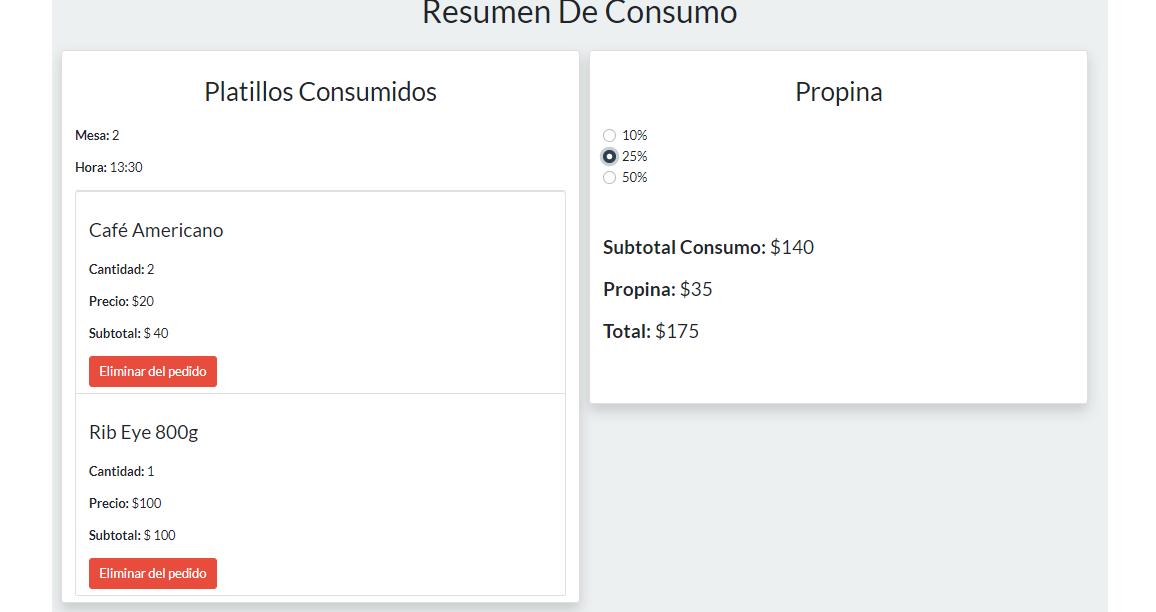 Resumen De Consumo
Platillos Consumidos
Mesa: 2
Hora: 13:30
Café Americano
Cantidad: 2
Precio: $20
Subtotal: $ 40
Eliminar del pedido
Rib Eye 800g
Cantidad: 1
Precio: $100
Subtotal: $ 100
Eliminar del pedido
Propina
10%
25%
50%
Subtotal Consumo: $140
Propina: $35
Total: $175